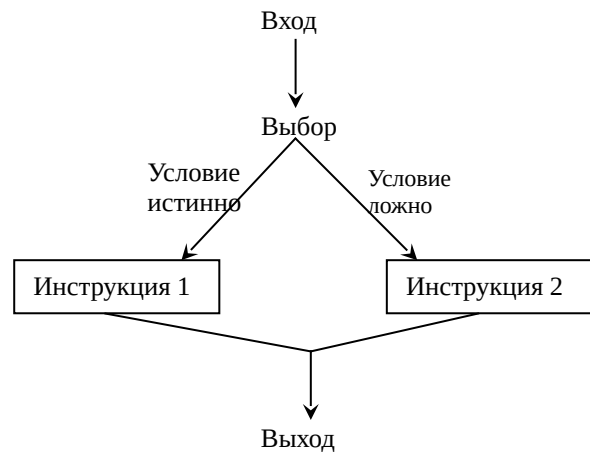 Вход
Выбор
Условие
истинно
Условие
ложно
Инструкция 1
Инструкция 2
Выход